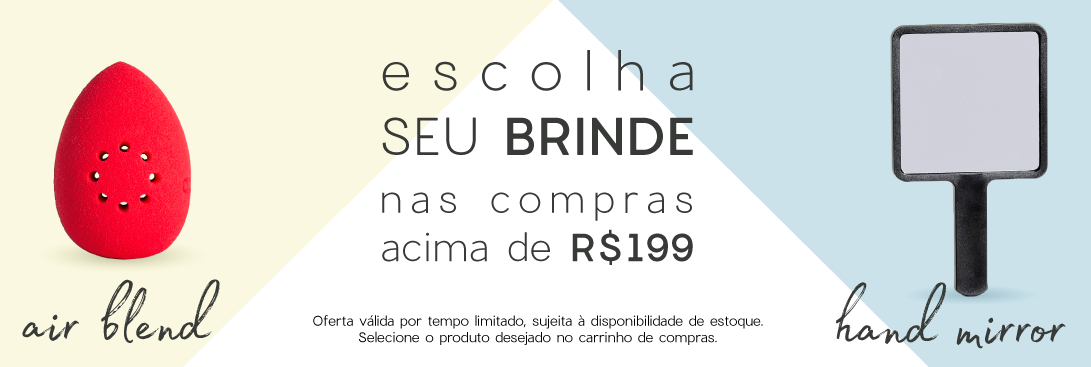 escolha
SEU BRINDE
nas compras
acima de R$199
air blend
hand mirror
Oferta válida por tempo limitado, sujeita à disponibilidade de estoque.
Selecione o produto desejado no carrinho de compras.